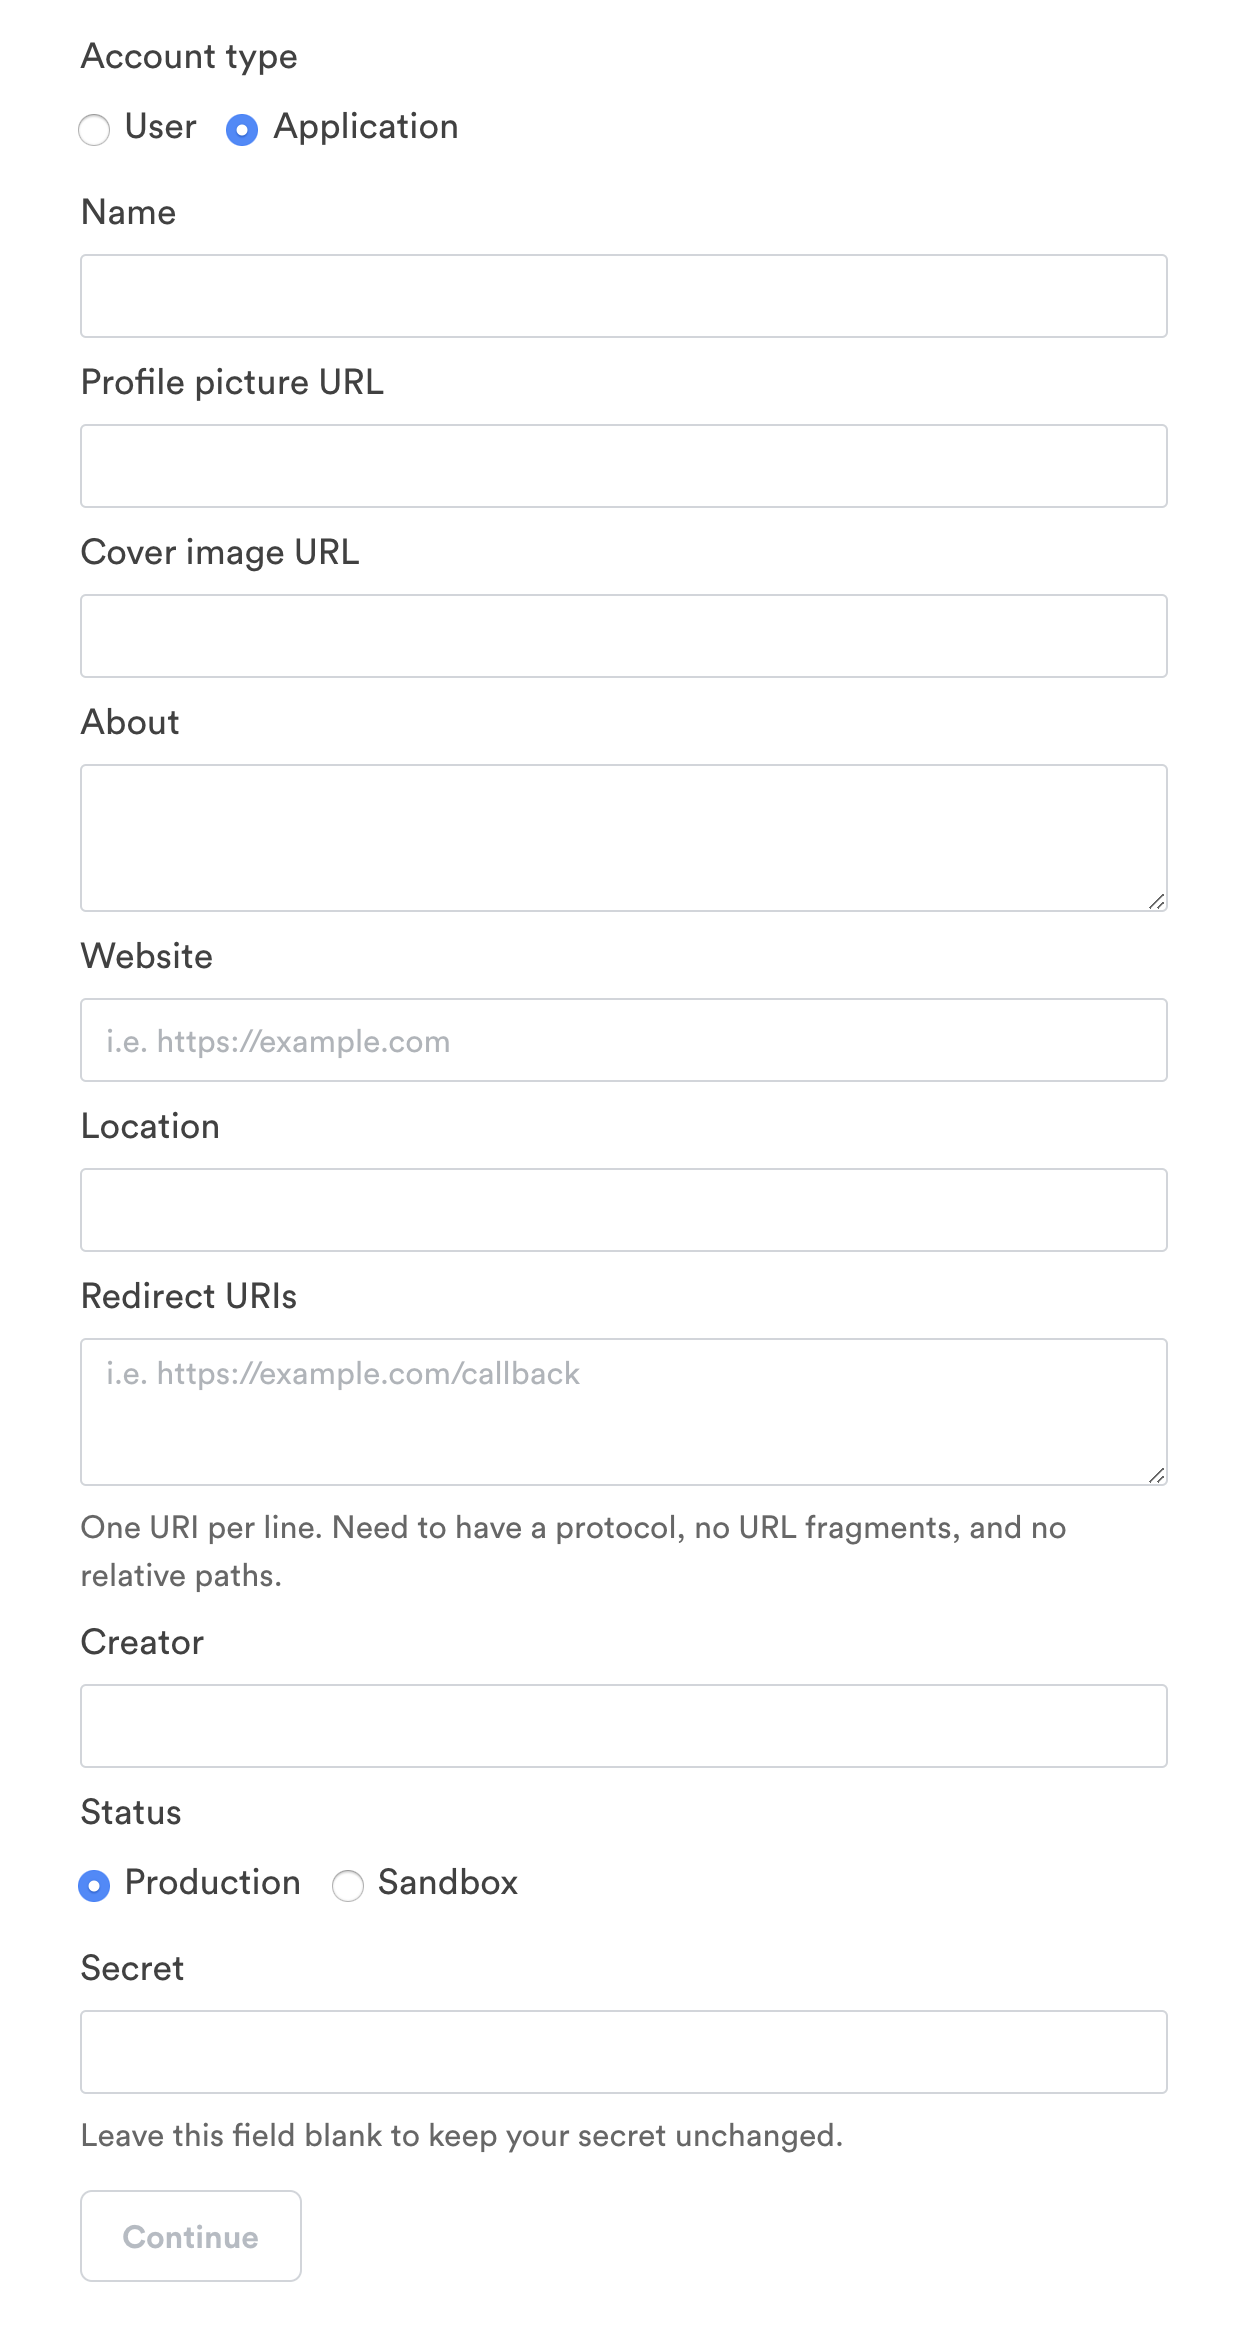 Account type
User Application
Name
Profile picture URL
Cover image URL
About
Website
i.e. https://example.com
Location
Redirect URIs
i.e. https://example.com/callback
One URI per line. Need to have a protocol, no URL fragments, and no
relative paths.
Creator
Status
Production Sandbox
Secret
Leave this field blank to keep your secret unchanged.
Continue